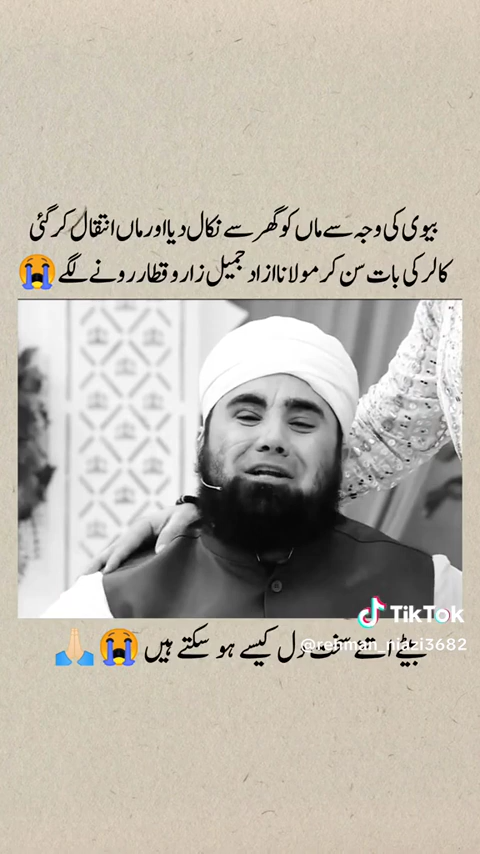 بیوی کی وجہ سے ماں کو گھر سے نکال دیا اور ماں انتقال کر گئی
کالر کی بات سن کر مولانا ازاد جمیل زار و قطار رونے لگے 😭
TikTok
@rehman_niazi3682
بیٹے اتنے سخت دل کیسے ہو سکتے ہیں 😭🙏🏻